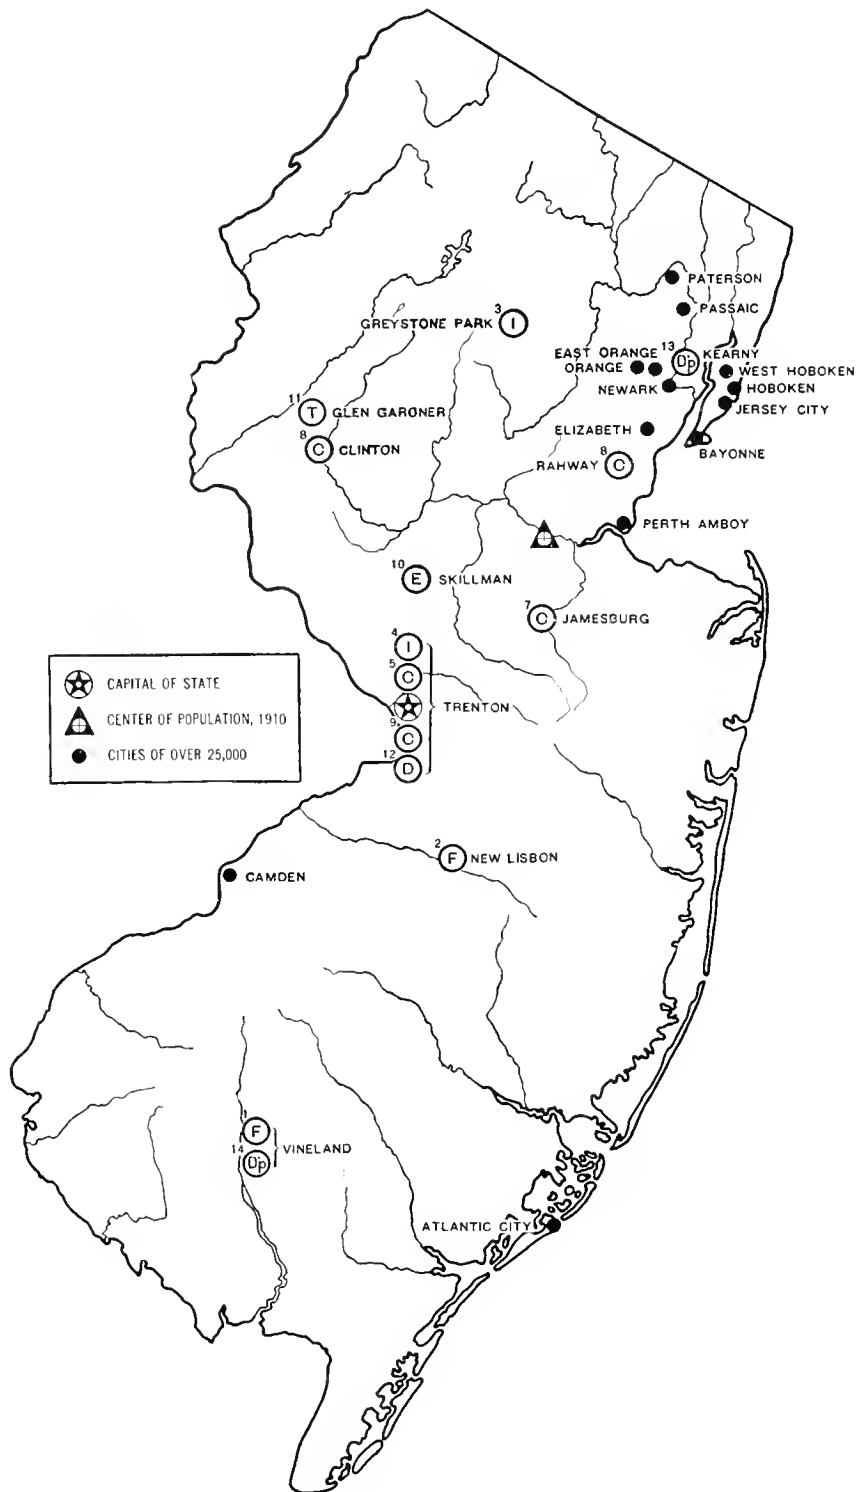 PATERSON
PASSAIC
3
GREYSTONE PARK I
13
EAST ORANGE D'p KEARNY
ORANGE WEST HOBOKEN
NEWARK HOBOKEN
JERSEY CITY
11
T GLEN GARDNER
8
C CLINTON
ELIZABETH
BAYONNE
8
RAHWAY C
PERTH AMBOY
10
E SKILLMAN
7
C JAMESBURG
4
I
5
C
TRENTON
9
C
12
D
CAPITAL OF STATE
CENTER OF POPULATION, 1910
CITIES OF OVER 25,000
2
F NEW LISBON
CAMDEN
1
F
VINELAND
14
D'p
ATLANTIC CITY